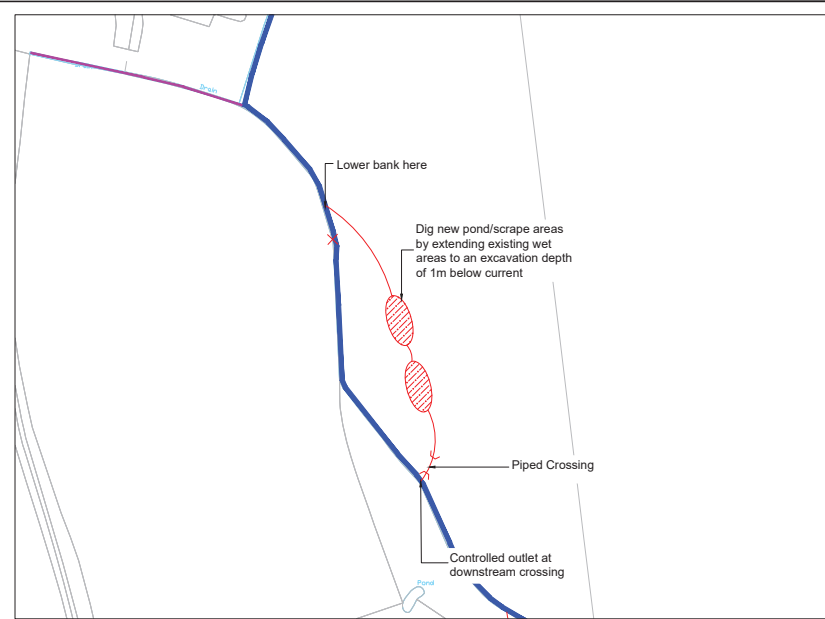 Drain
Lower bank here
Dig new pond/scrape areas
by extending existing wet
areas to an excavation depth
of 1m below current
Piped Crossing
Controlled outlet at
downstream crossing
Pond